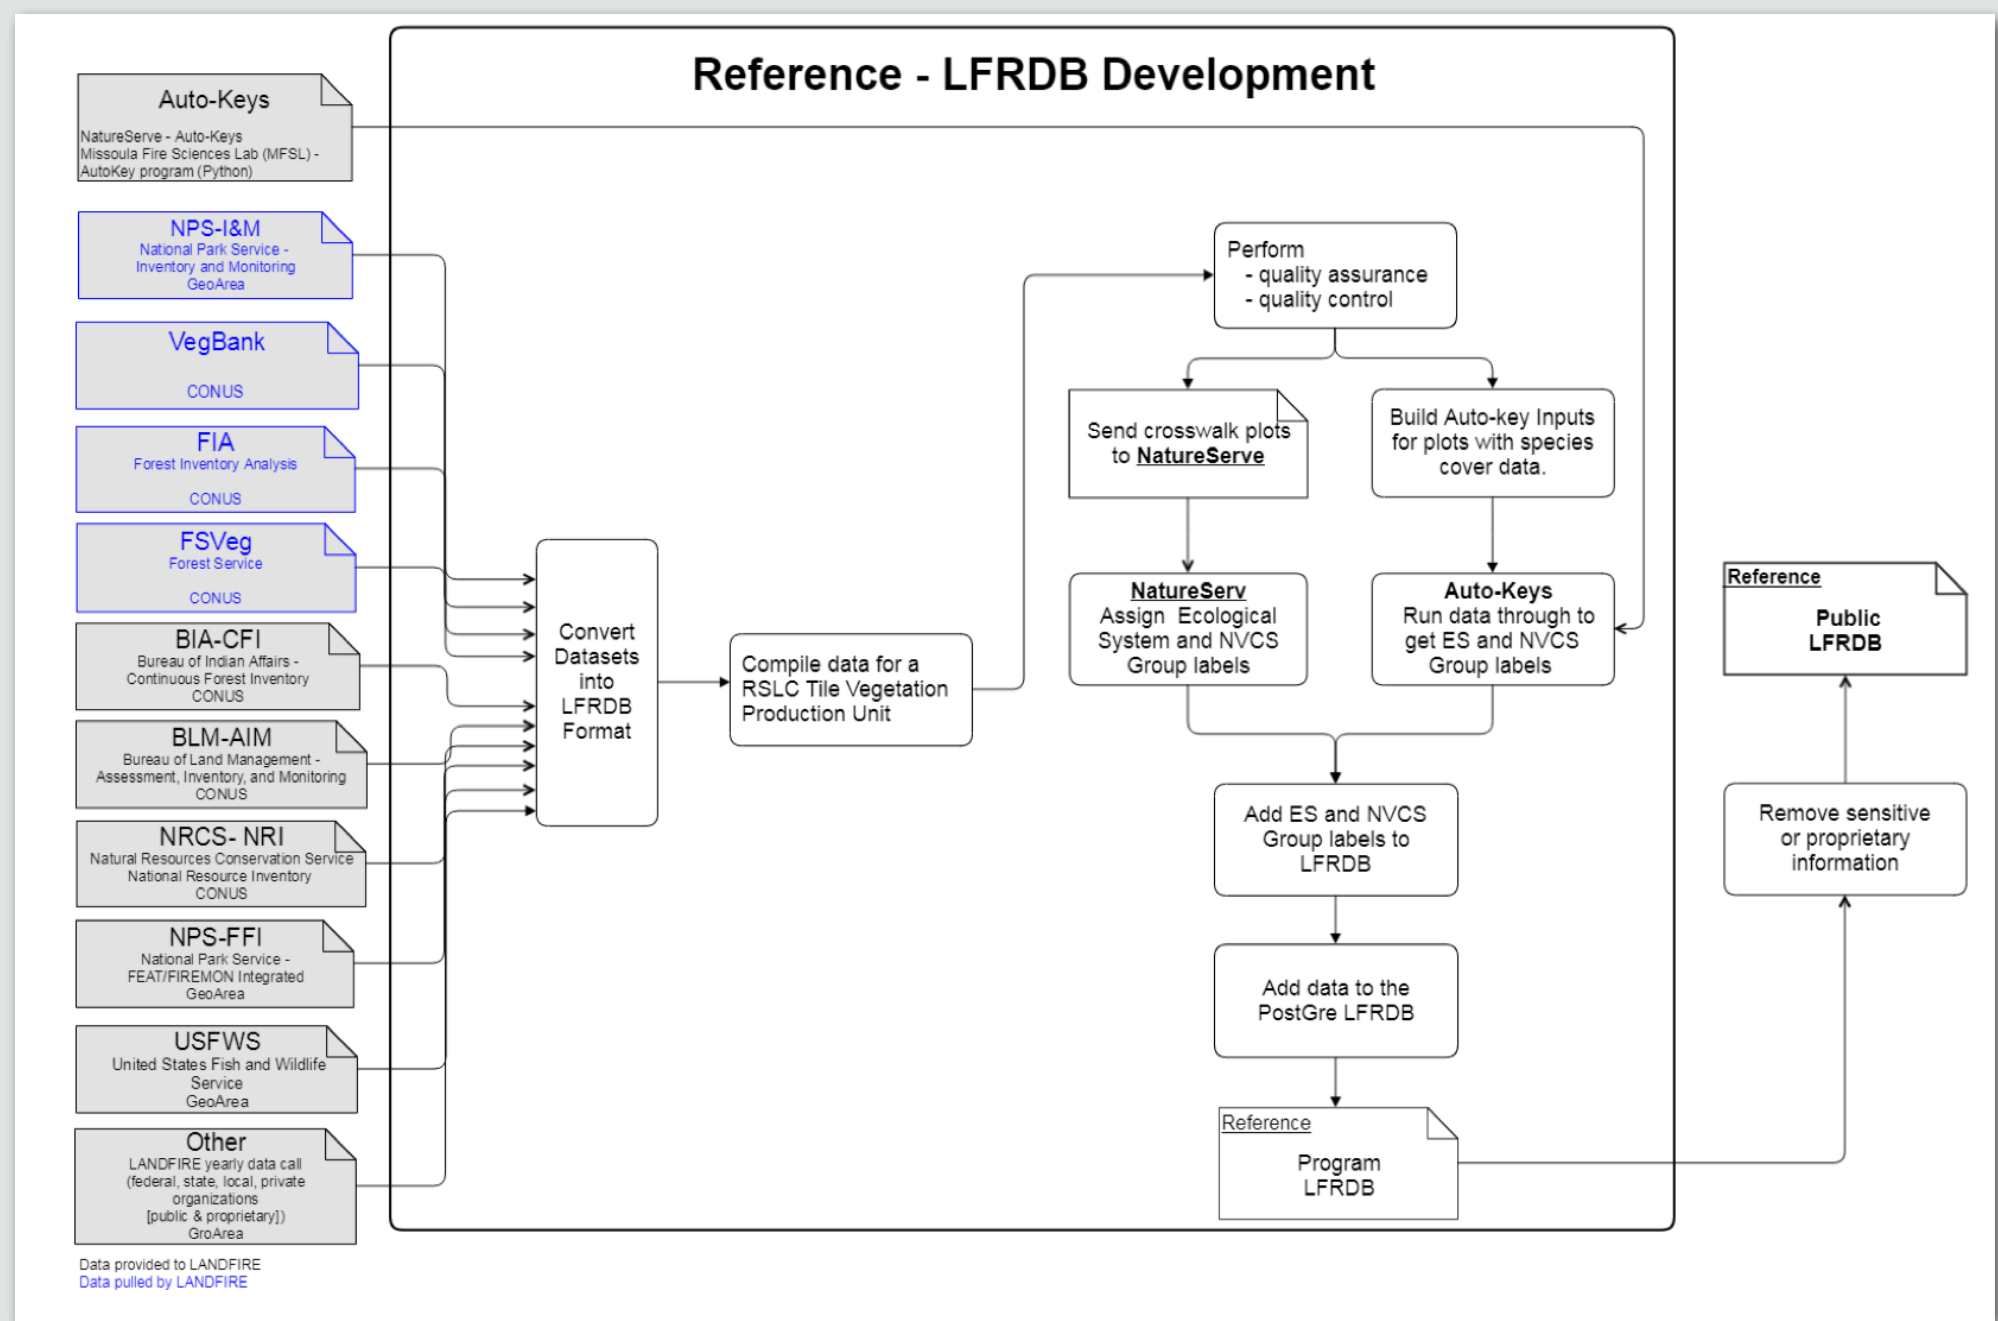 Reference - LFRDB Development
Auto-Keys
NatureServe - Auto-Keys
Missoula Fire Sciences Lab (MFSL) -
AutoKey program (Python)
NPS-I&M
National Park Service -
Inventory and Monitoring
GeoArea
VegBank
CONUS
FIA
Forest Inventory Analysis
CONUS
FSVeg
Forest Service
CONUS
BIA-CFI
Bureau of Indian Affairs -
Continuous Forest Inventory
CONUS
BLM-AIM
Bureau of Land Management -
Assessment, Inventory, and Monitoring
CONUS
NRCS- NRI
Natural Resources Conservation Service
National Resource Inventory
CONUS
NPS-FFI
National Park Service -
FEAT/FIREMON Integrated
GeoArea
USFWS
United States Fish and Wildlife
Service
GeoArea
Other
LANDFIRE yearly data call
(federal, state, local, private
organizations
[public & proprietary])
GroArea
Data provided to LANDFIRE
Data pulled by LANDFIRE
Convert
Datasets
into
LFRDB
Format
Compile data for a
RSLC Tile Vegetation
Production Unit
Perform
- quality assurance
- quality control
Send crosswalk plots
to NatureServe
Build Auto-key Inputs
for plots with species
cover data.
NatureServ
Assign Ecological
System and NVCS
Group labels
Auto-Keys
Run data through to
get ES and NVCS
Group labels
Add ES and NVCS
Group labels to
LFRDB
Add data to the
PostGre LFRDB
Reference
Program
LFRDB
Remove sensitive
or proprietary
information
Reference
Public
LFRDB